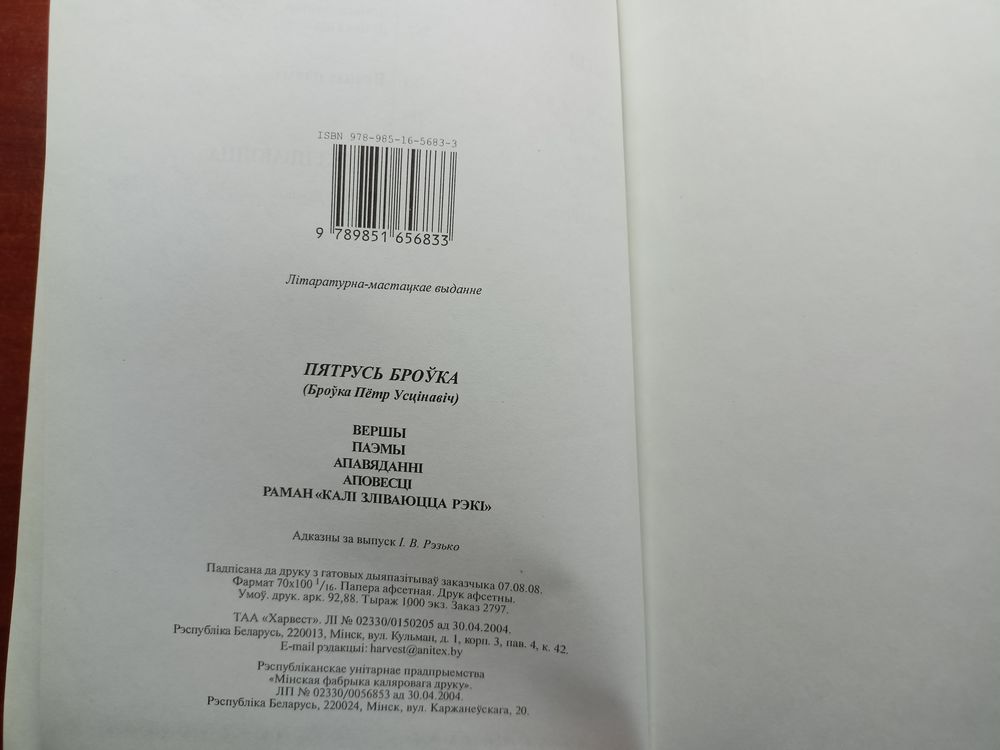 ISBN 978-985-16-5683-3
9 789851 656833
Літаратурна-мастацкае выданне
ПЯТРУСЬ БРОЎКА
(Броўка Пётр Усцінавіч)
ВЕРШЫ
ПАЭМЫ
АПАВЯДАННІ
АПОВЕСЦІ
РАМАН «КАЛІ ЗЛІВАЮЦЦА РЭКІ»
Адказны за выпуск І. В. Рэзько
Падпісана да друку з гатовых дыяпазітываў заказчыка 07.08.08.
Фармат 70х100 1/16. Папера афсетная. Друк афсетны.
Умоў. друк. арк. 92,88. Тыраж 1000 экз. Заказ 2797.
ТАА «Харвест». ЛІ № 02330/0150205 ад 30.04.2004.
Рэспубліка Беларусь, 220013, Мінск, вул. Кульман, д. 1, корп. 3, пав. 4, к. 42.
E-mail рэдакцыі: harvest@anitex.by
Рэспубліканскае унітарнае прадпрыемства
«Мінская фабрыка каляровага друку».
ЛП № 02330/0056853 ад 30.04.2004.
Рэспубліка Беларусь, 220024, Мінск, вул. Каржанеўскага, 20.